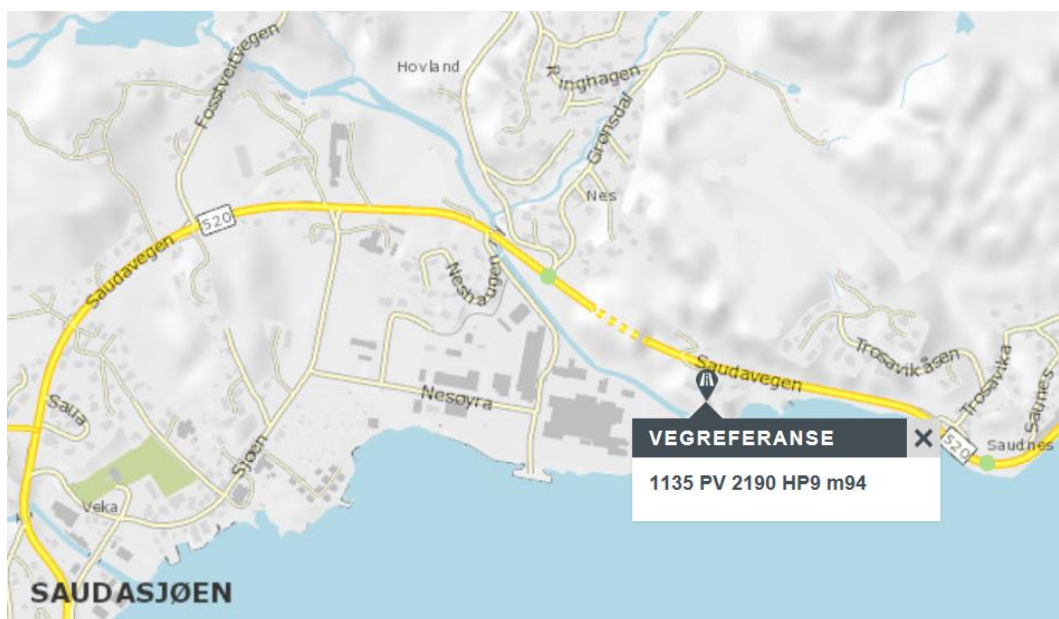 Fosstveitvegen
Hovland
Ringhagen
Grønsdal
Nes
520
Saudavegen
Neshaugen
Saudavegen
Trosavikåsen
Trosavika
Saunes
Nesøyra
Saua
Sjøen
VEGREFERANSE
520
Saudnes
1135 PV 2190 HP9 m94
Veka
SAUDASJØEN